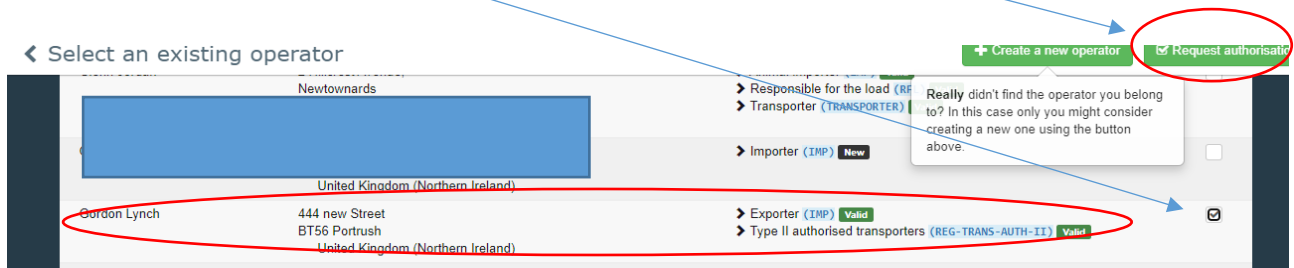 Select an existing operator
Create a new operator
Request authorisatio
Newtownards
Responsible for the load
Transporter (TRANSPORTER)
Really didn't find the operator you belong
to? In this case only you might consider
creating a new one using the button
above.
Importer (IMP) New
United Kingdom (Northern Ireland)
Gordon Lynch
444 new Street
Exporter (IMP) Valid
BT56 Portrush
Type II authorised transporters (REG-TRANS-AUTH-II) Valid
United Kingdom (Northern Ireland)